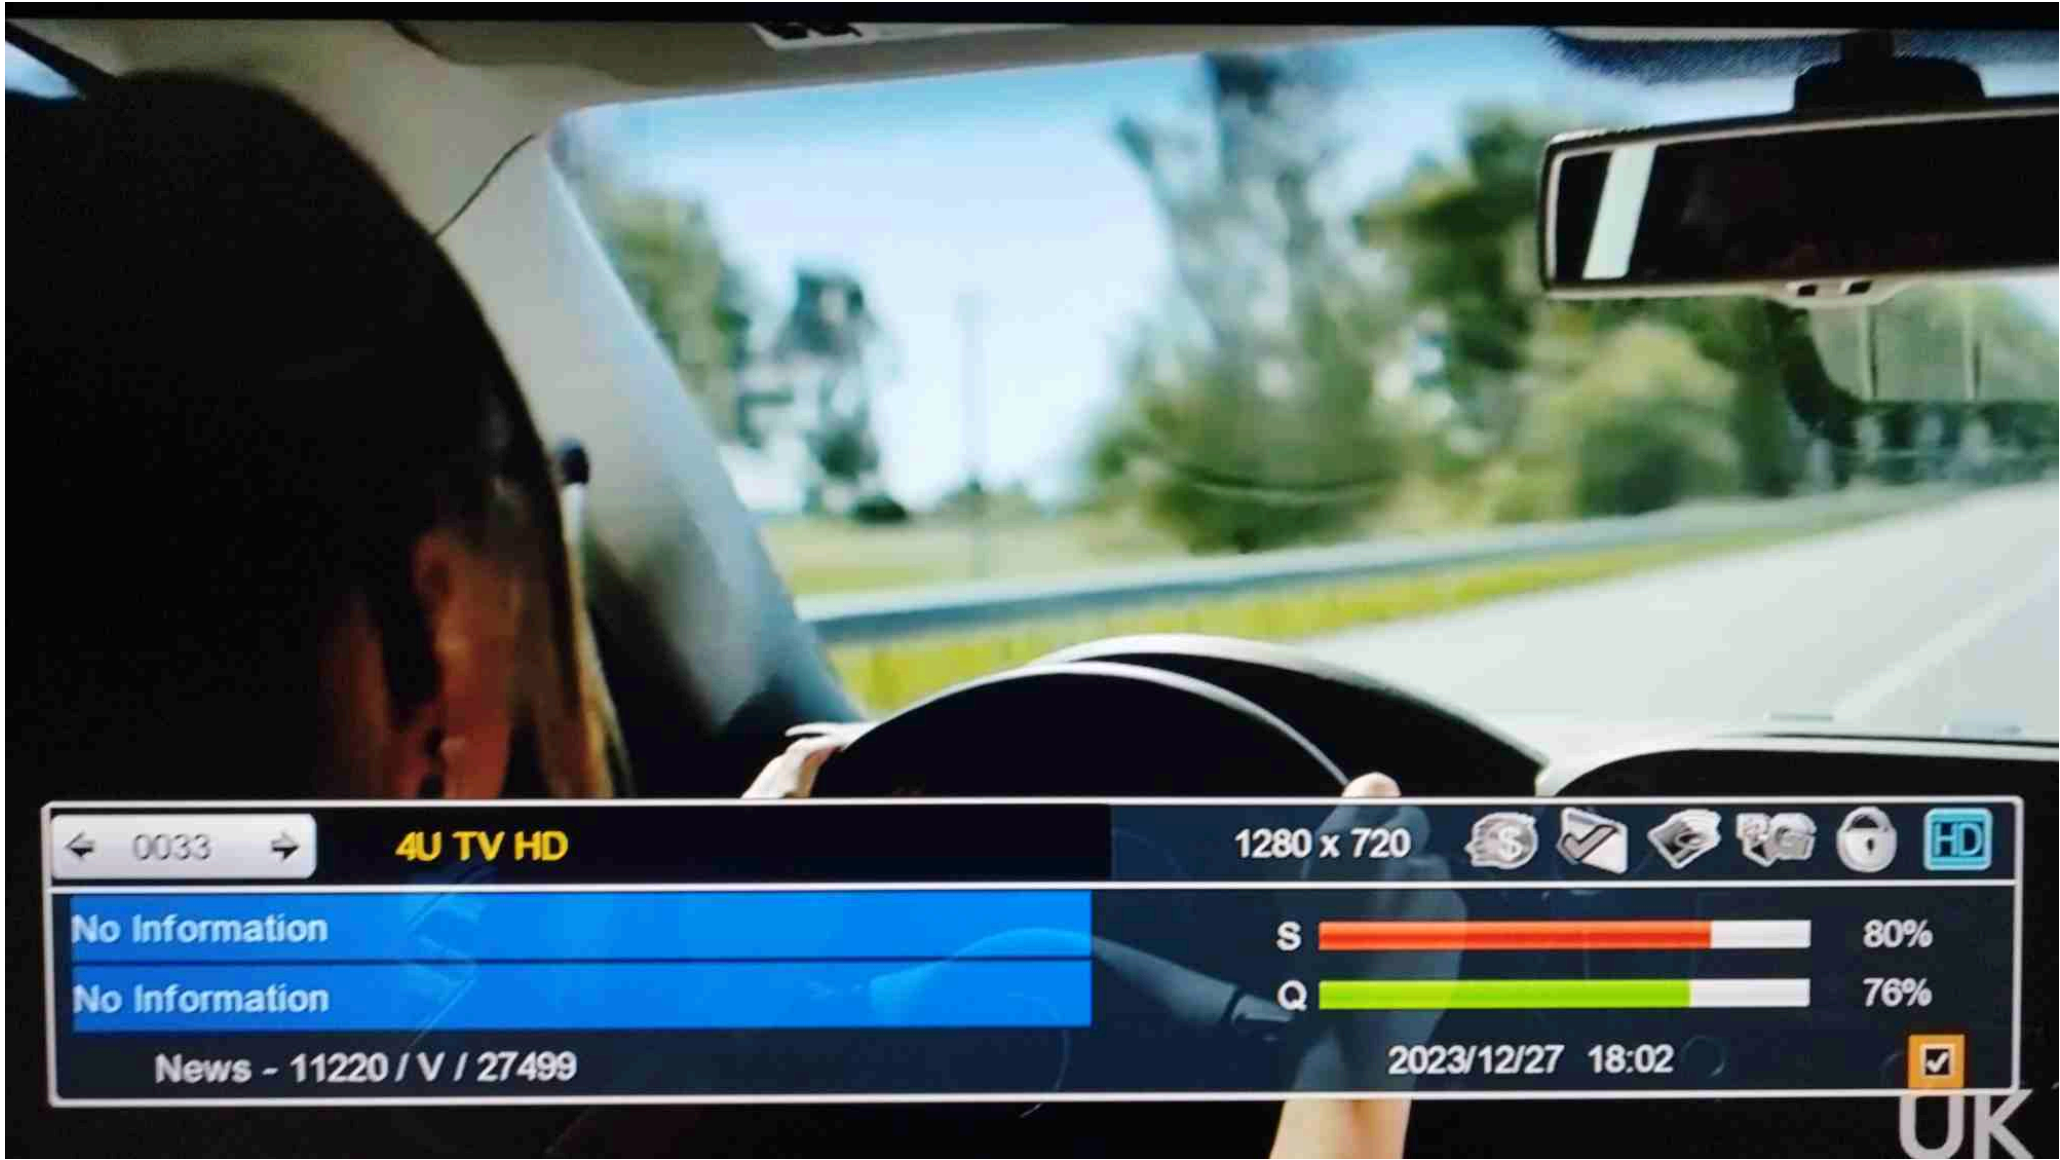 0033
4U TV HD
1280 x 720
HD
No Information
S 80%
No Information
Q 76%
News - 11220 / V / 27499
2023/12/27 18:02
UK